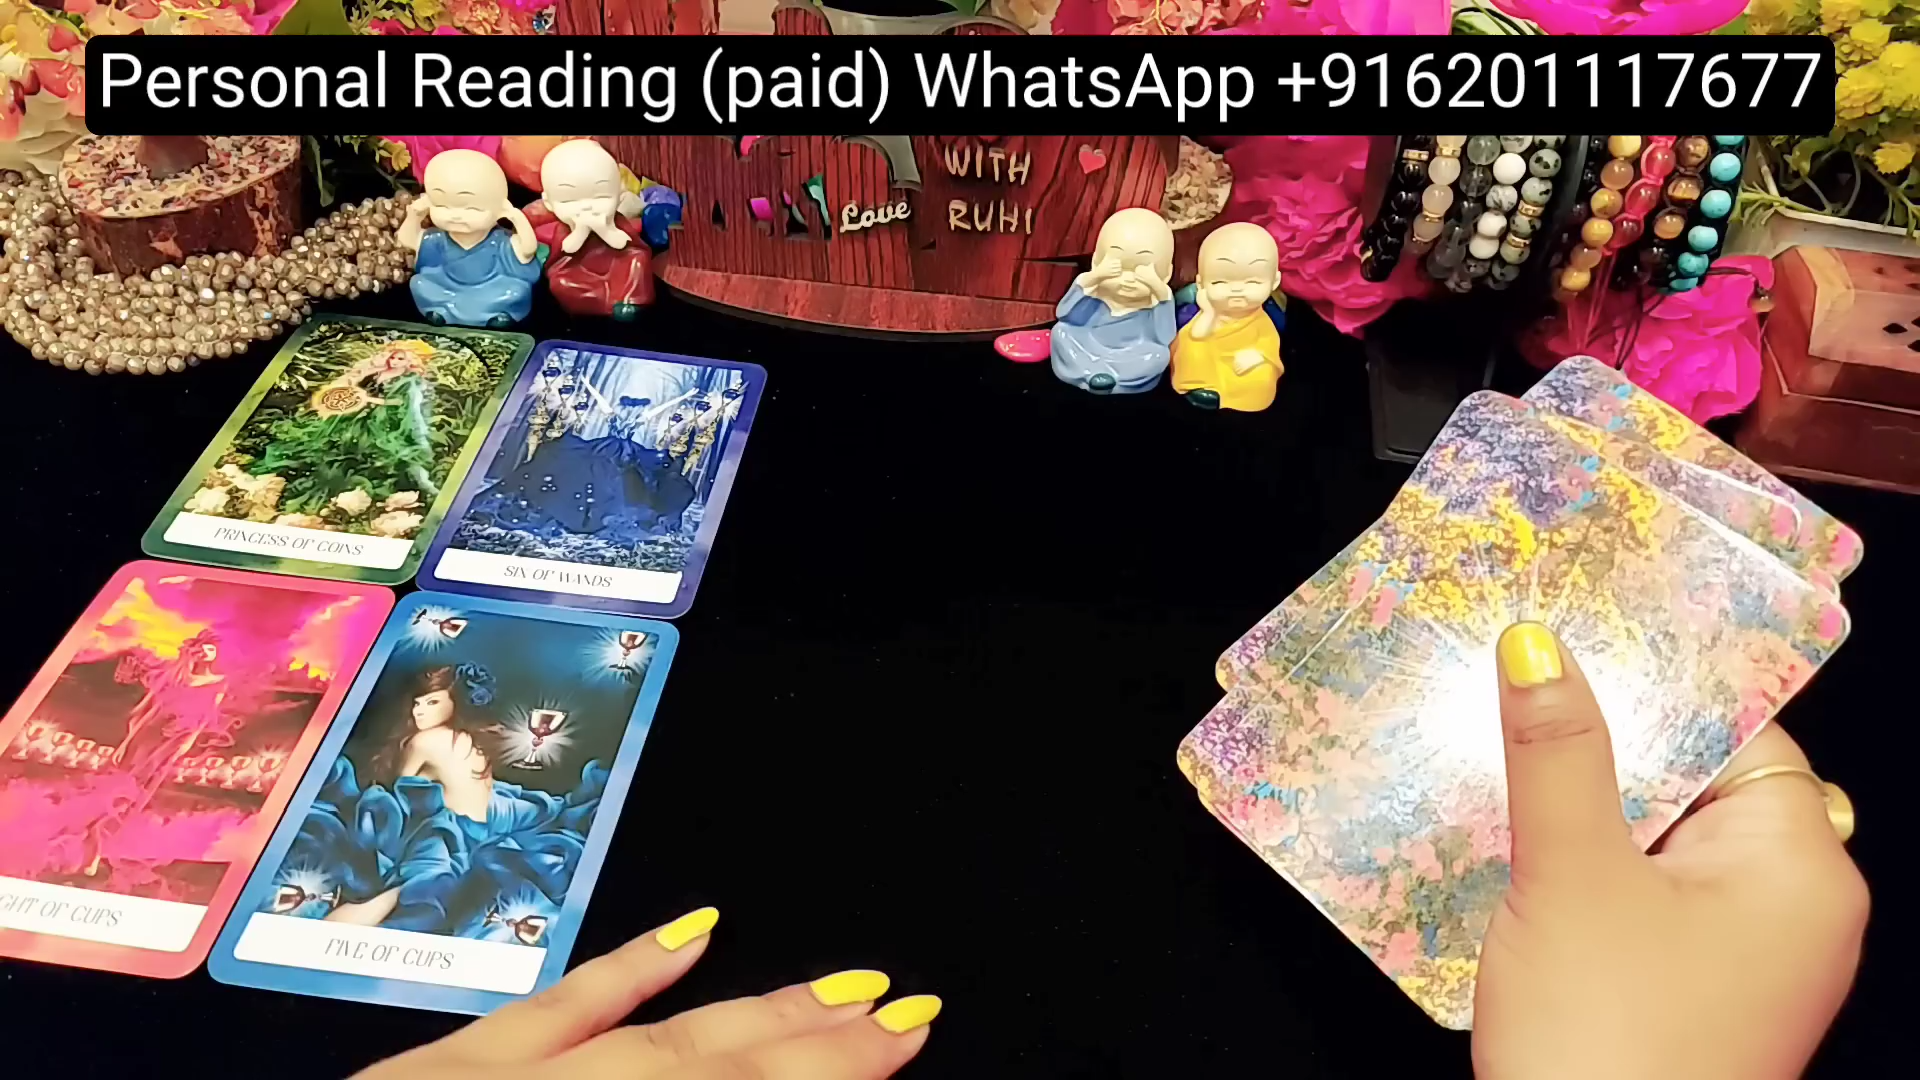 Personal Reading (paid) WhatsApp +916201117677
WITH
Love
RUHI
PRINCESS OF COINS
SIX OF WANDS
GHT OF CUPS
FIVE OF CUPS